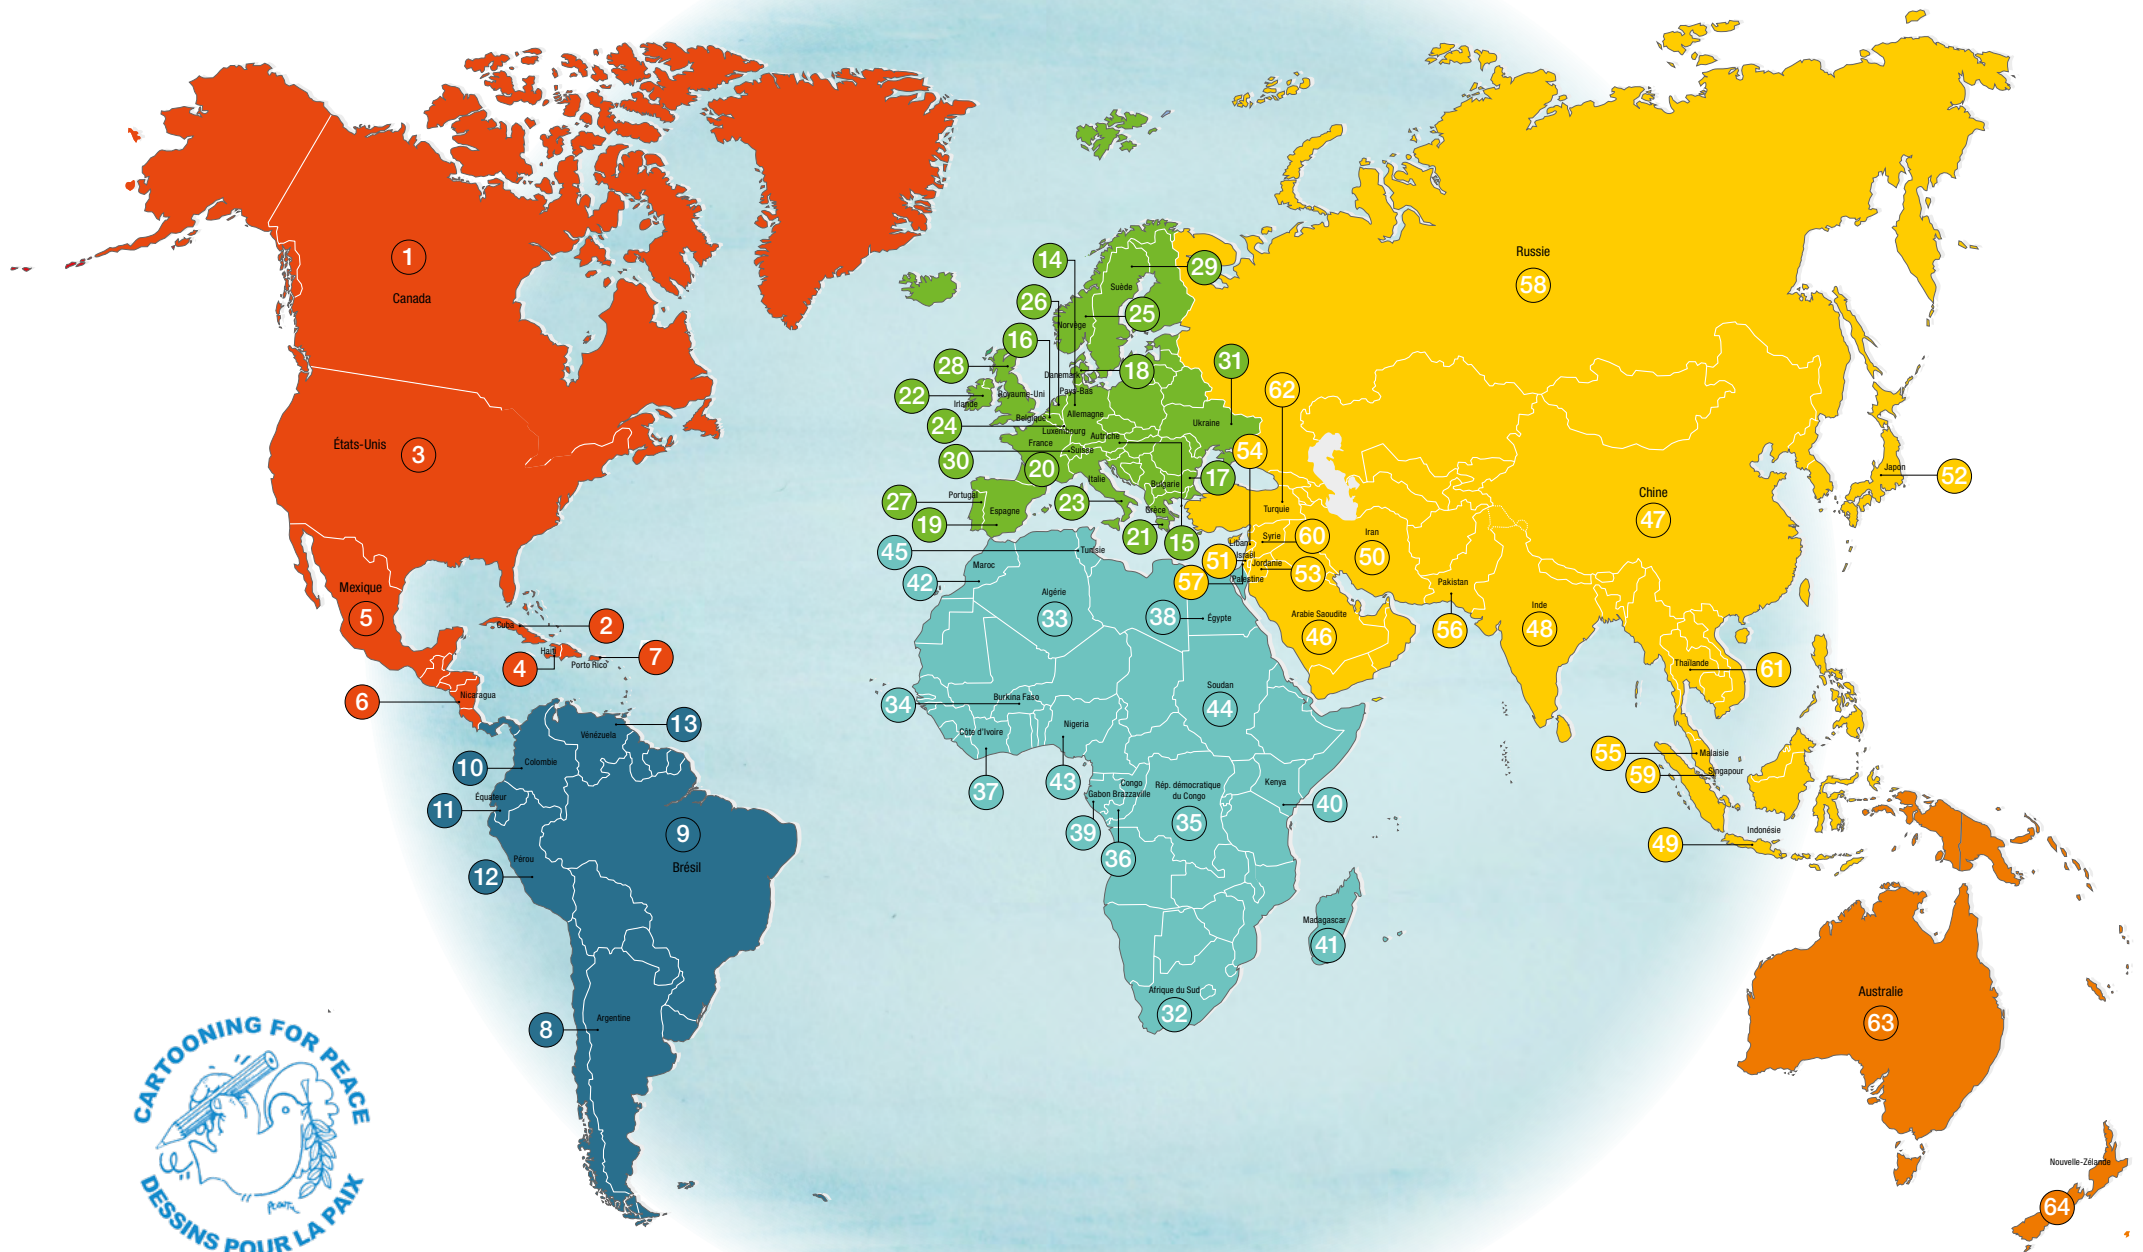 1
Canada
États-Unis
3
Mexique
5
Cuba
2
Haïti
4
Porto Rico
7
Nicaragua
6
13
Vénézuela
10
Colombie
Équateur
11
9
Brésil
Pérou
12
8
Argentine
14
29
Suède
26
25
Norvège
16
28
Danemark
18
31
22
Irlande
Royaume-Uni
Pays-Bas
Belgique
Allemagne
24
Luxembourg
Autriche
Ukraine
France
30
Suisse
20
Italie
Bulgarie
17
27
Portugal
Espagne
19
23
Grèce
21
15
62
54
Turquie
Liban
Syrie
60
51
Israël
Jordanie
53
57
Palestine
Iran
50
Pakistan
56
Arabie Saoudite
46
Inde
48
Russie
58
Chine
47
Japon
52
Thaïlande
61
55
Malaisie
59
Singapour
Indonésie
49
45
Tunisie
Maroc
42
Algérie
33
38
Égypte
34
Burkina Faso
Soudan
44
Côte d'Ivoire
37
Nigeria
43
Congo
Gabon Brazzaville
39
36
Rép. démocratique
du Congo
35
Kenya
40
Madagascar
41
Afrique du Sud
32
Australie
63
Nouvelle-Zélande
64
CARTOONING FOR PEACE
DESSINS POUR LA PAIX